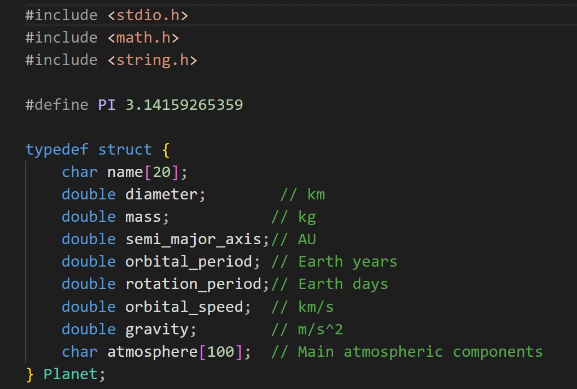 #include <stdio.h>
#include <math.h>
#include <string.h>
#define PI 3.14159265359
typedef struct {
char name[20];
double diameter; // km
double mass; // kg
double semi_major_axis;// AU
double orbital_period; // Earth years
double rotation_period;// Earth days
double orbital_speed; // km/s
double gravity; // m/s^2
char atmosphere[100]; // Main atmospheric components
} Planet;